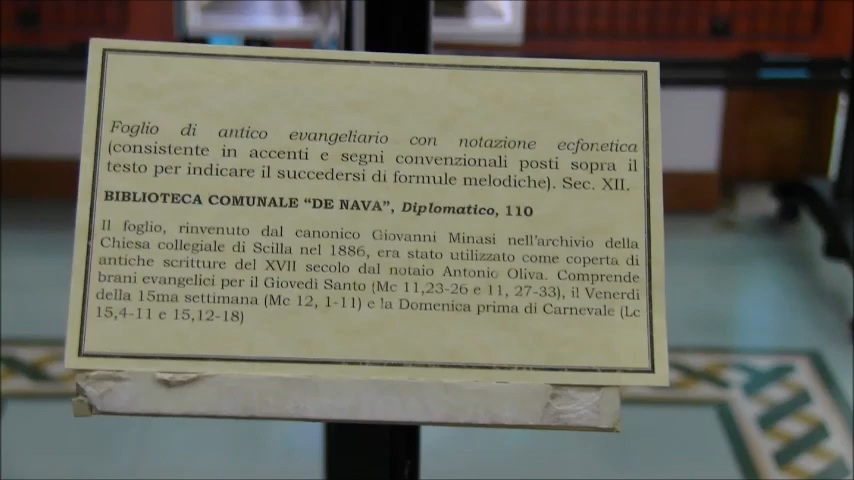 Foglio di antico evangeliario con notazione ecfonetica
(consistente in accenti e segni convenzionali posti sopra il
testo per indicare il succedersi di formule melodiche). Sec. XII.
BIBLIOTECA COMUNALE “DE NAVA”, Diplomatico, 110
Il foglio, rinvenuto dal canonico Giovanni Minasi nell'archivio della
Chiesa collegiale di Scilla nel 1886, era stato utilizzato come coperta di
antiche scritture del XVII secolo dal notaio Antonio Oliva. Comprende
brani evangelici per il Giovedì Santo (Mc 11,23-26 e 11, 27-33), il Venerdì
della 15ma settimana (Mc 12, 1-11) e la Domenica prima di Carnevale (Lc
15,4-11 e 15,12-18)